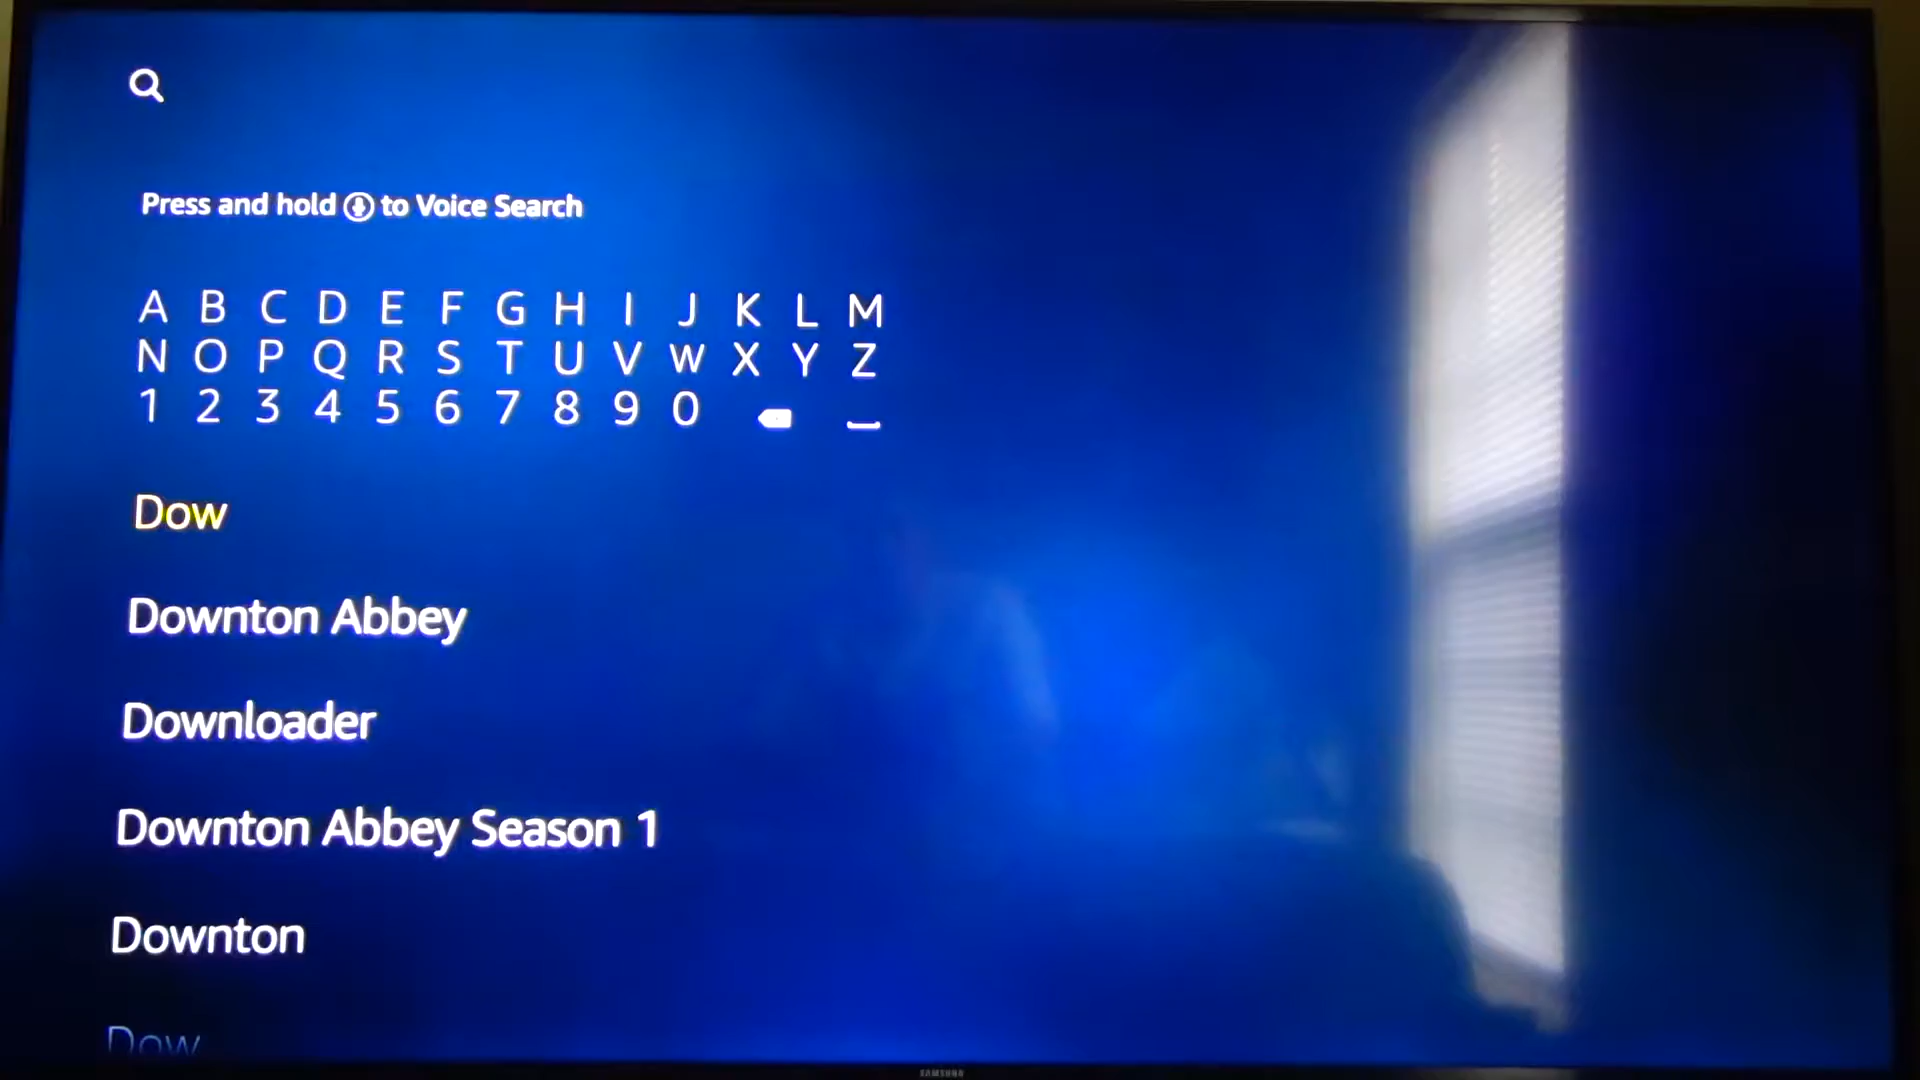 Press and hold to Voice Search
A B C D E F G H I J K L M
N O P Q R S T U V W X Y Z
1 2 3 4 5 6 7 8 9 0
Dow
Downton Abbey
Downloader
Downton Abbey Season 1
Downton
Dow
SAMSUNG